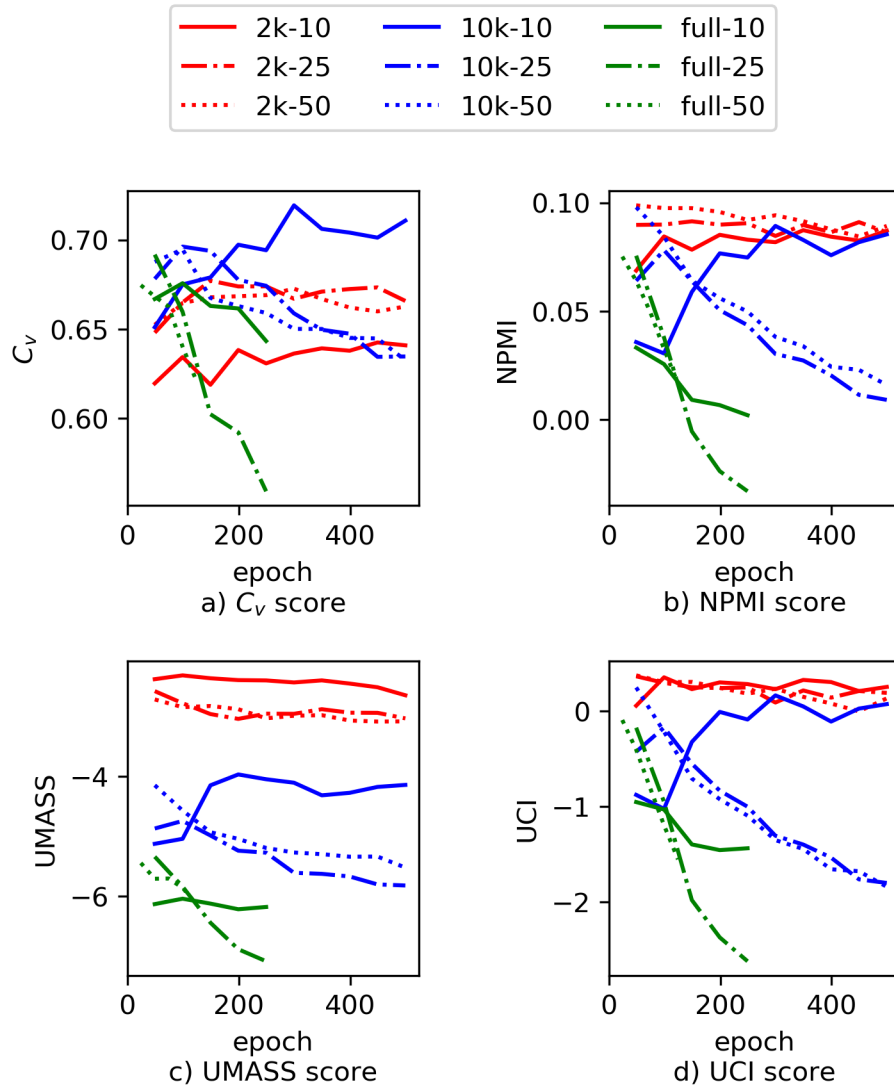 2k-10 10k-10 full-10
2k-25 10k-25 full-25
2k-50 10k-50 full-50
0.70
0.65
0.60
C_v
0 200 400
epoch
a) C_v score
0.10
0.05
0.00
NPMI
0 200 400
epoch
b) NPMI score
−4
−6
UMASS
0 200 400
epoch
c) UMASS score
0
−1
−2
UCI
0 200 400
epoch
d) UCI score